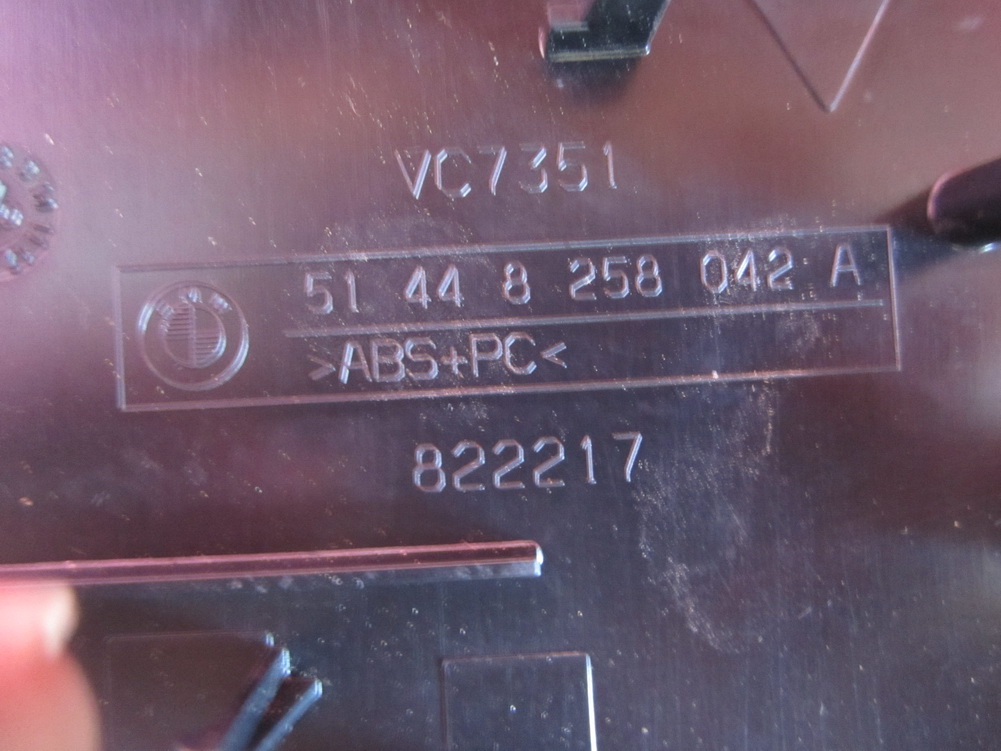 VC7351
51 44 8 258 042 A
>ABS+PC<
822217